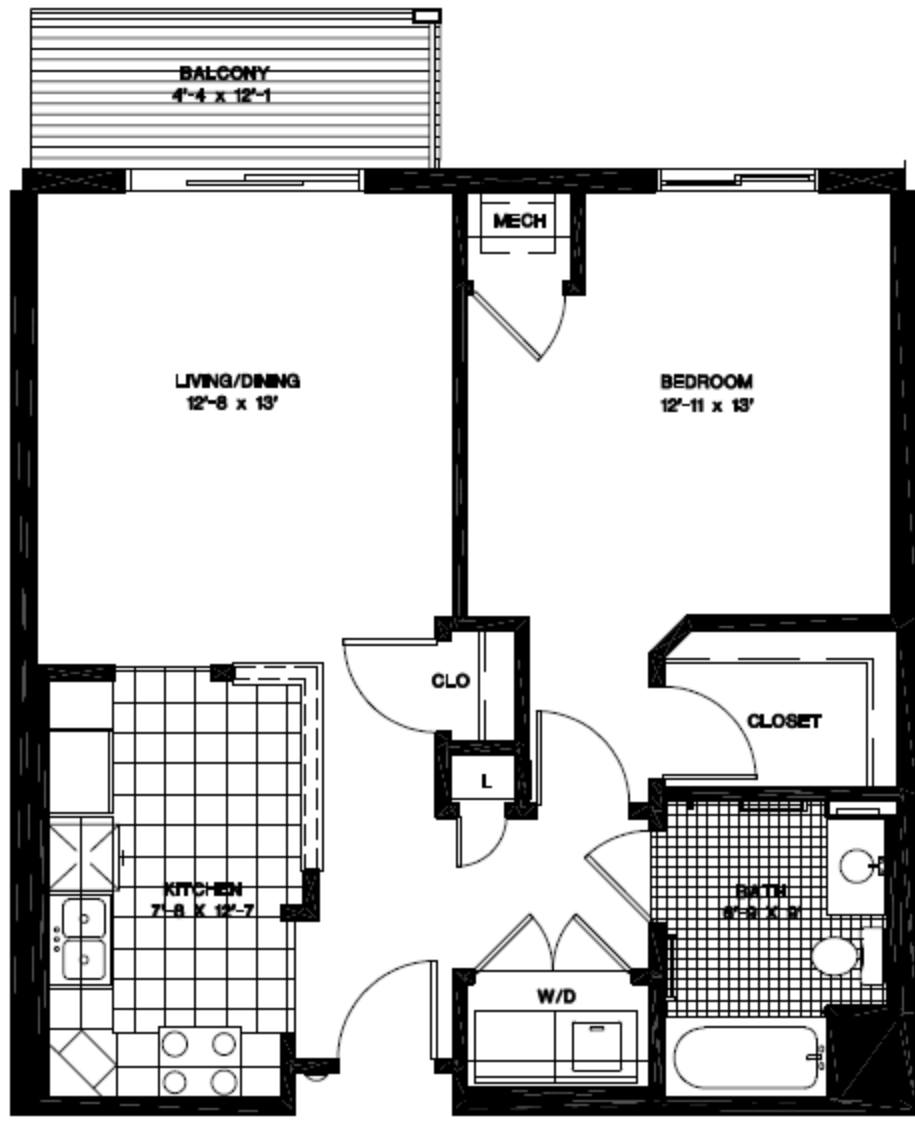 BALCONY
4'-4 x 12'-1
MECH
LIVING/DINING
12'-8 x 13'
BEDROOM
12'-11 x 13'
CLO
CLOSET
L
KITCHEN
7'-8 X 12'-7
BATH
W/D